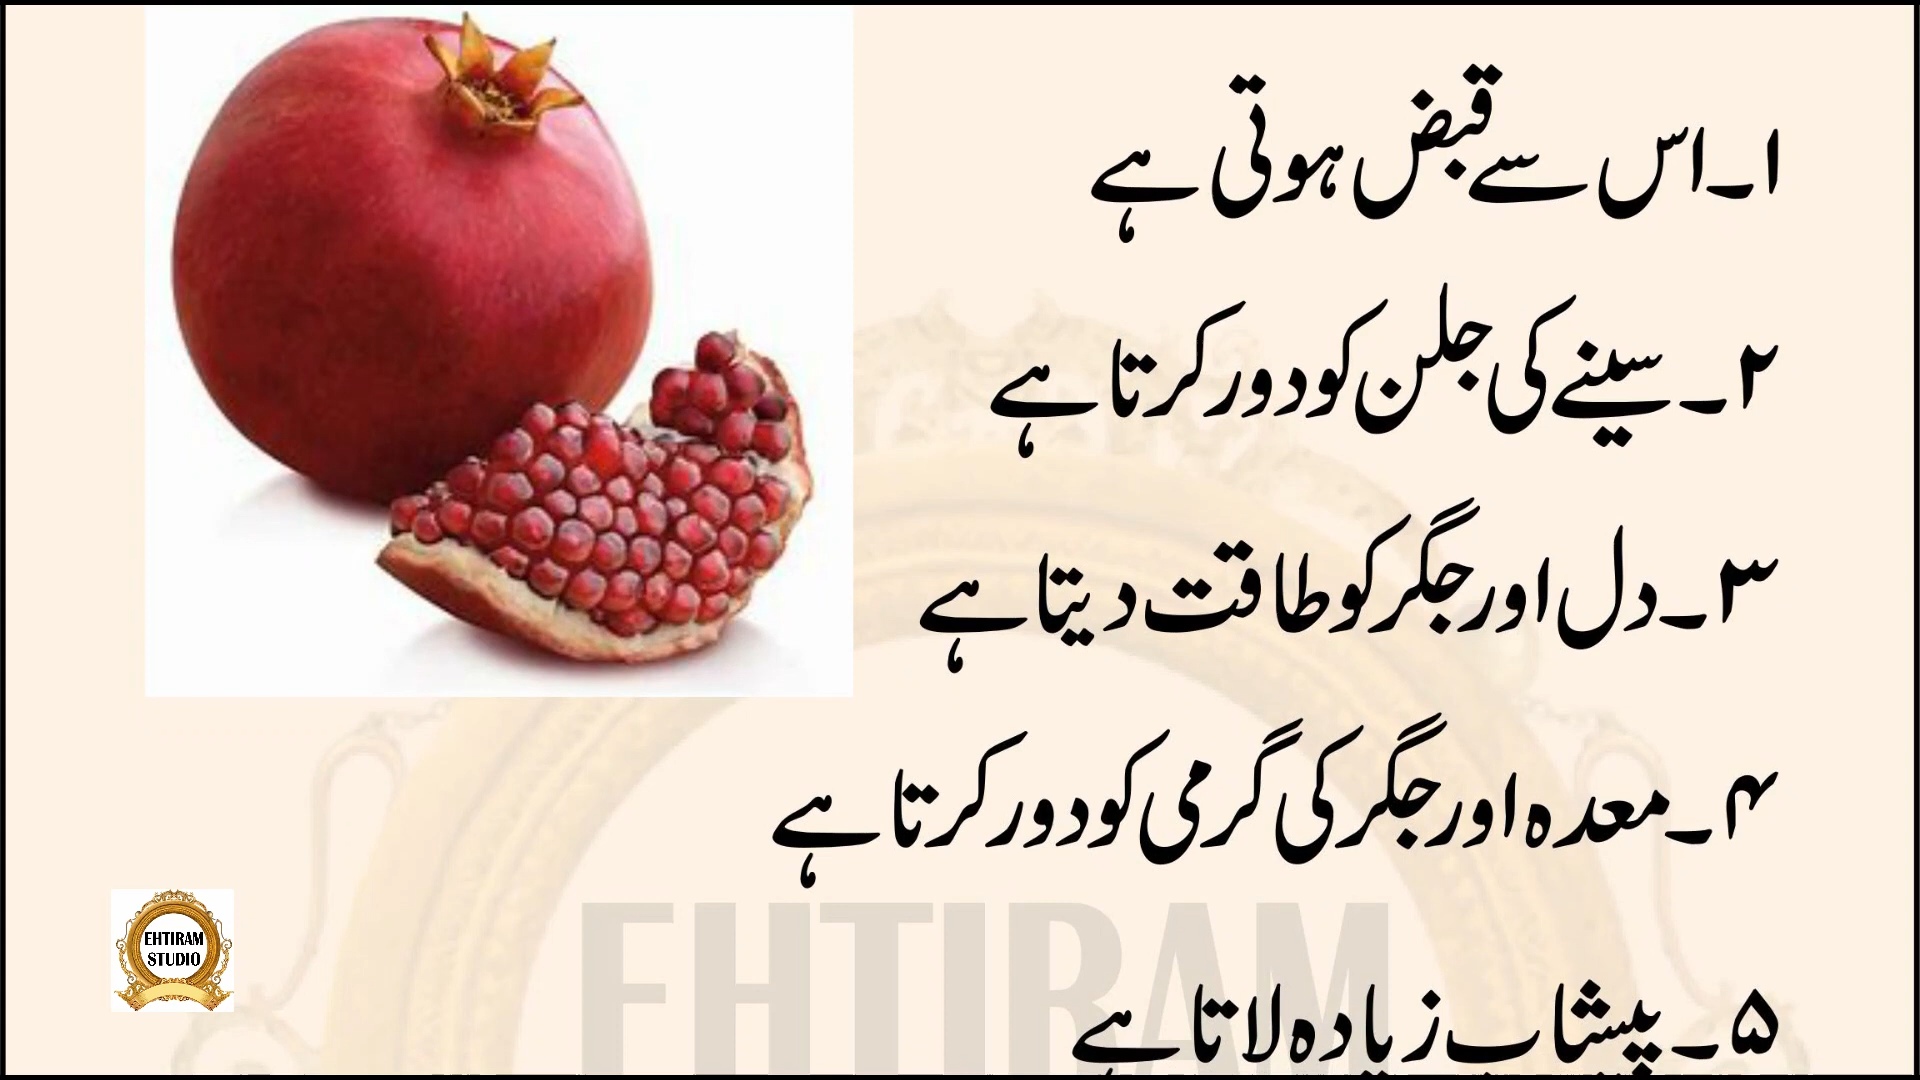 ۱۔اس سے قبض ہوتی ہے
۲۔سینے کی جلن کو دور کرتا ہے
۳۔دل اور جگر کو طاقت دیتا ہے
۴۔معدہ اور جگر کی گرمی کو دور کرتا ہے
۵۔پیشاب زیادہ لاتا ہے
EHTIRAM
STUDIO
EHTIRAM